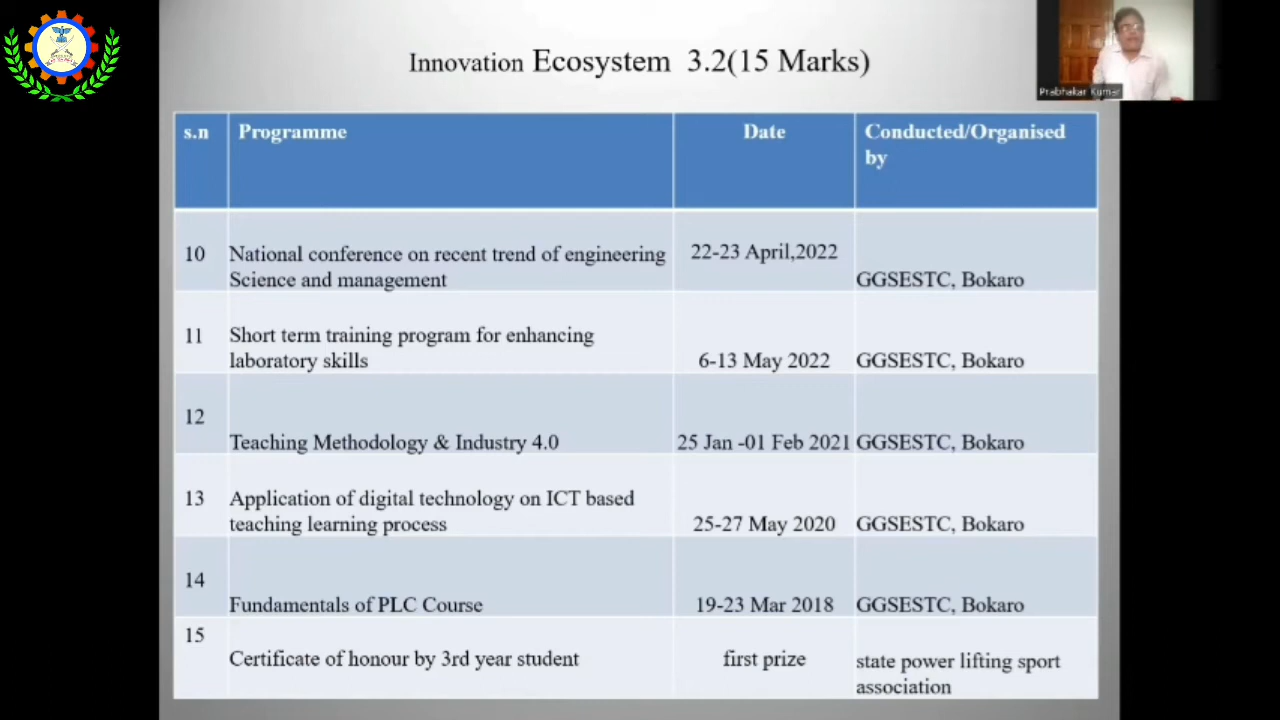 Innovation Ecosystem 3.2(15 Marks)
Prabhakar Kumar
s.n Programme Date Conducted/Organised by
10 National conference on recent trend of engineering Science and management 22-23 April,2022 GGSESTC, Bokaro
11 Short term training program for enhancing laboratory skills 6-13 May 2022 GGSESTC, Bokaro
12 Teaching Methodology & Industry 4.0 25 Jan -01 Feb 2021 GGSESTC, Bokaro
13 Application of digital technology on ICT based teaching learning process 25-27 May 2020 GGSESTC, Bokaro
14 Fundamentals of PLC Course 19-23 Mar 2018 GGSESTC, Bokaro
15 Certificate of honour by 3rd year student first prize state power lifting sport association